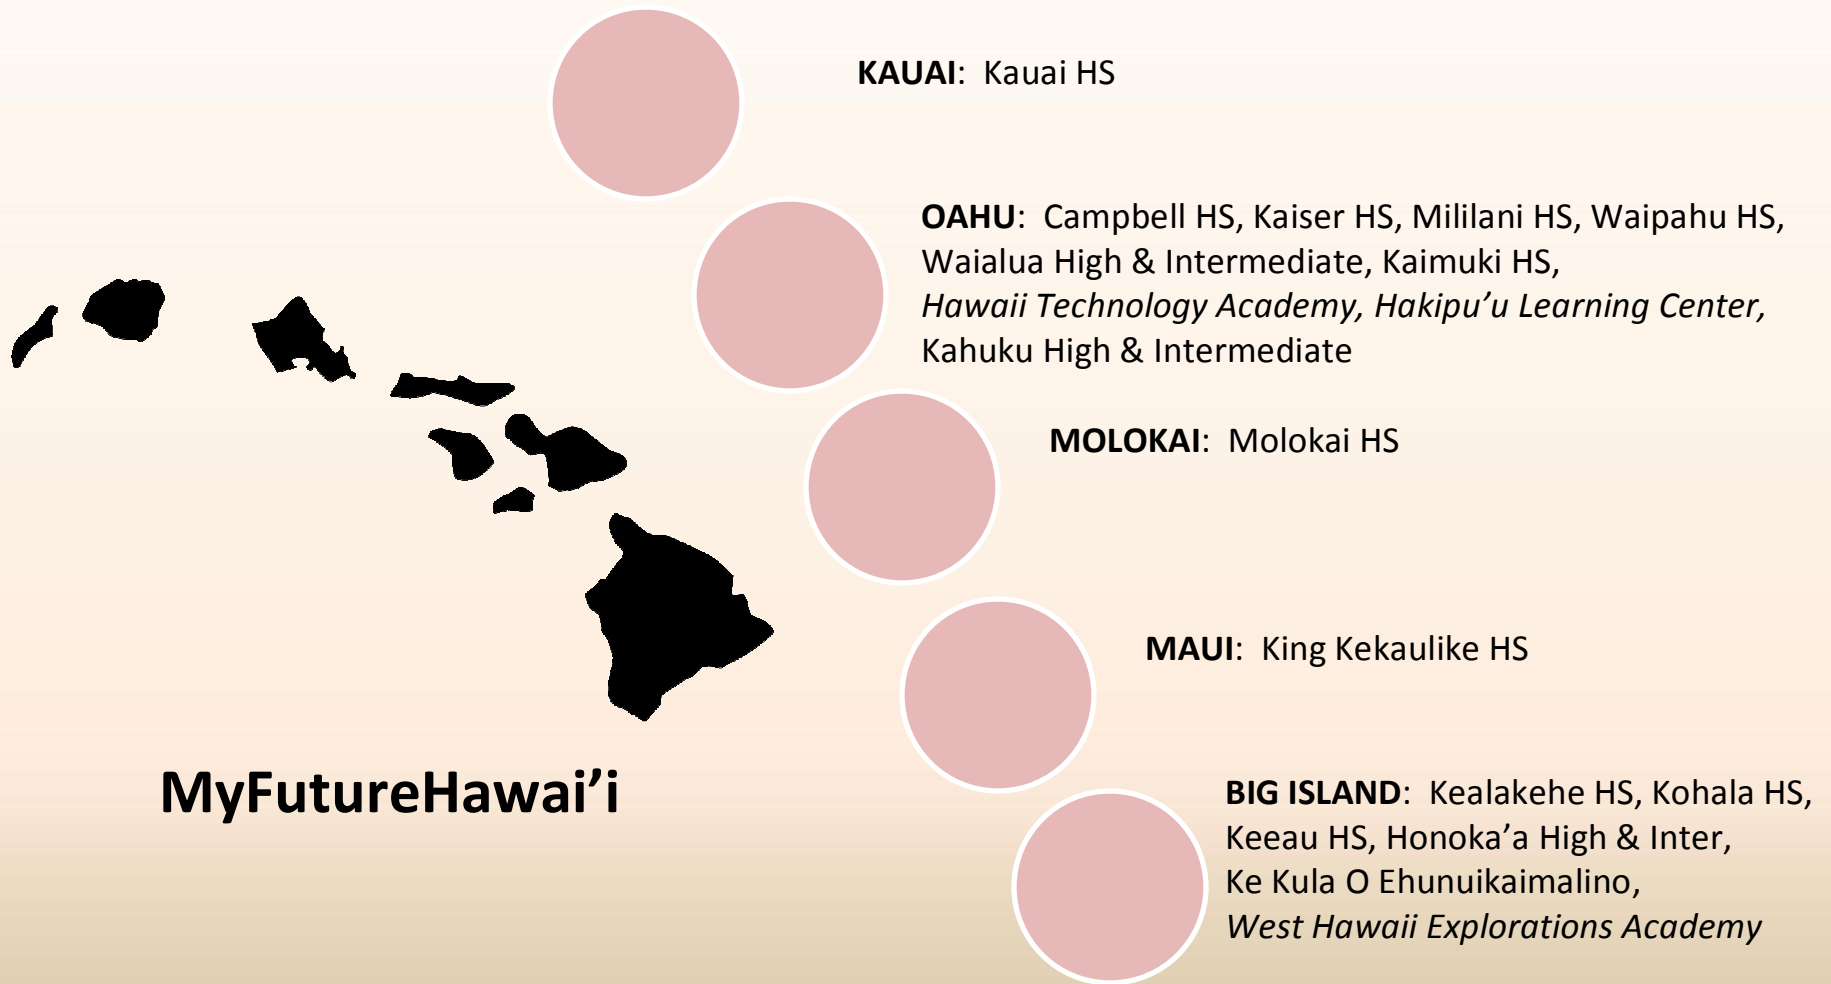 KAUAI: Kauai HS
OAHU: Campbell HS, Kaiser HS, Mililani HS, Waipahu HS,
Waialua High & Intermediate, Kaimuki HS,
Hawaii Technology Academy, Hakipu’u Learning Center,
Kahuku High & Intermediate
MOLOKAI: Molokai HS
MAUI: King Kekaulike HS
MyFutureHawai’i
BIG ISLAND: Kealakehe HS, Kohala HS,
Keeau HS, Honoka’a High & Inter,
Ke Kula O Ehunuikaimalino,
West Hawaii Explorations Academy